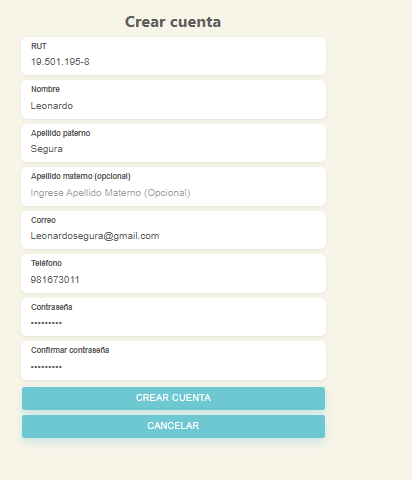 Crear cuenta
RUT
19.501.195-8
Nombre
Leonardo
Apellido paterno
Segura
Apellido materno (opcional)
Ingrese Apellido Materno (Opcional)
Correo
Leonardosegura@gmail.com
Teléfono
981673011
Contraseña
•••••••••
Confirmar contraseña
•••••••••
CREAR CUENTA
CANCELAR